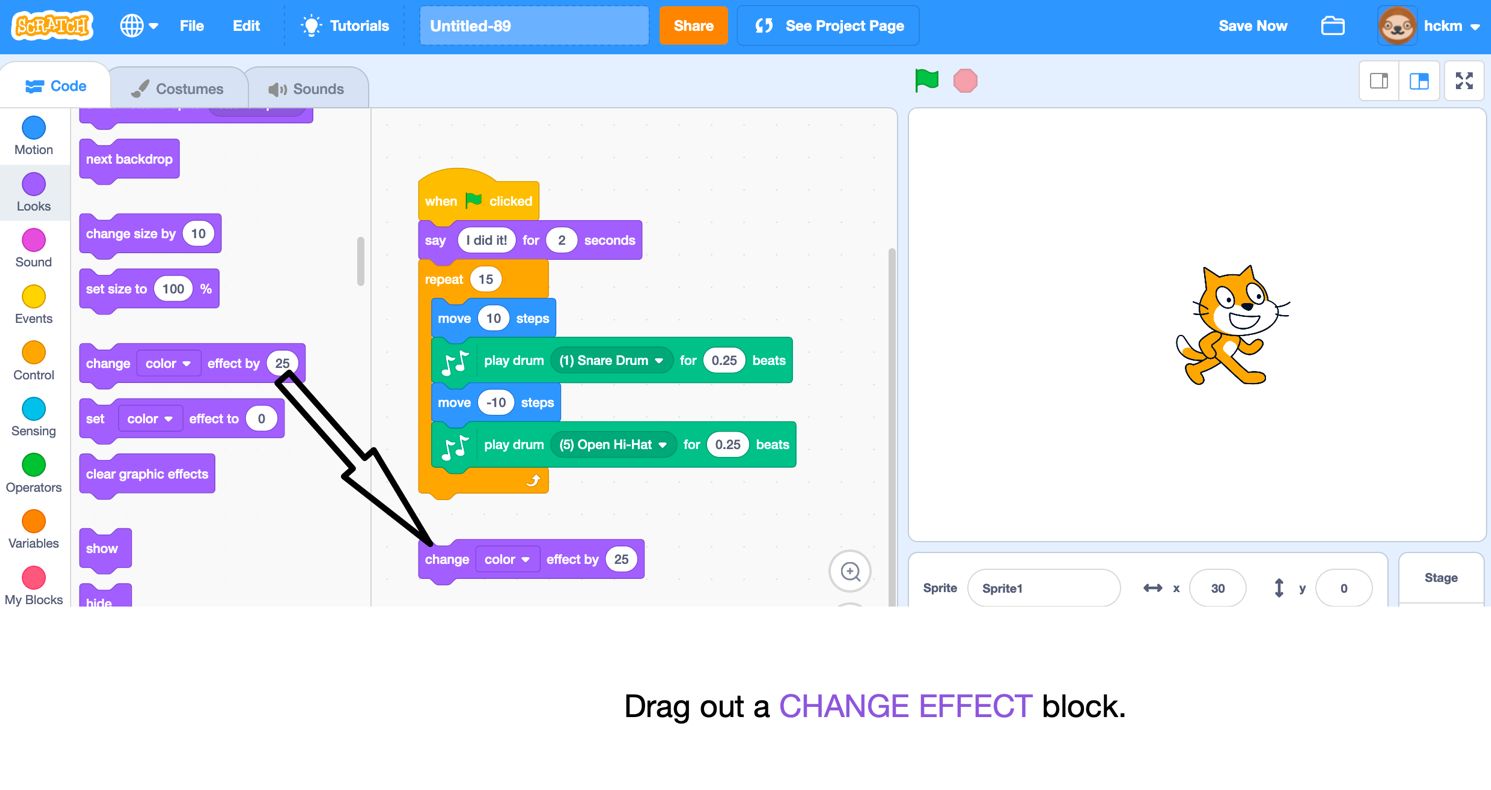 SCRATCH File Edit Tutorials Untitled-89 Share See Project Page Save Now hckm
Code Costumes Sounds
Motion
Looks
Sound
Events
Control
Sensing
Operators
Variables
My Blocks
next backdrop
change size by 10
set size to 100 %
change color effect by 25
set color effect to 0
clear graphic effects
show
hide
when clicked
say I did it! for 2 seconds
repeat 15
move 10 steps
play drum (1) Snare Drum for 0.25 beats
move -10 steps
play drum (5) Open Hi-Hat for 0.25 beats
change color effect by 25
Sprite Sprite1 x 30 y 0
Stage
Drag out a CHANGE EFFECT block.